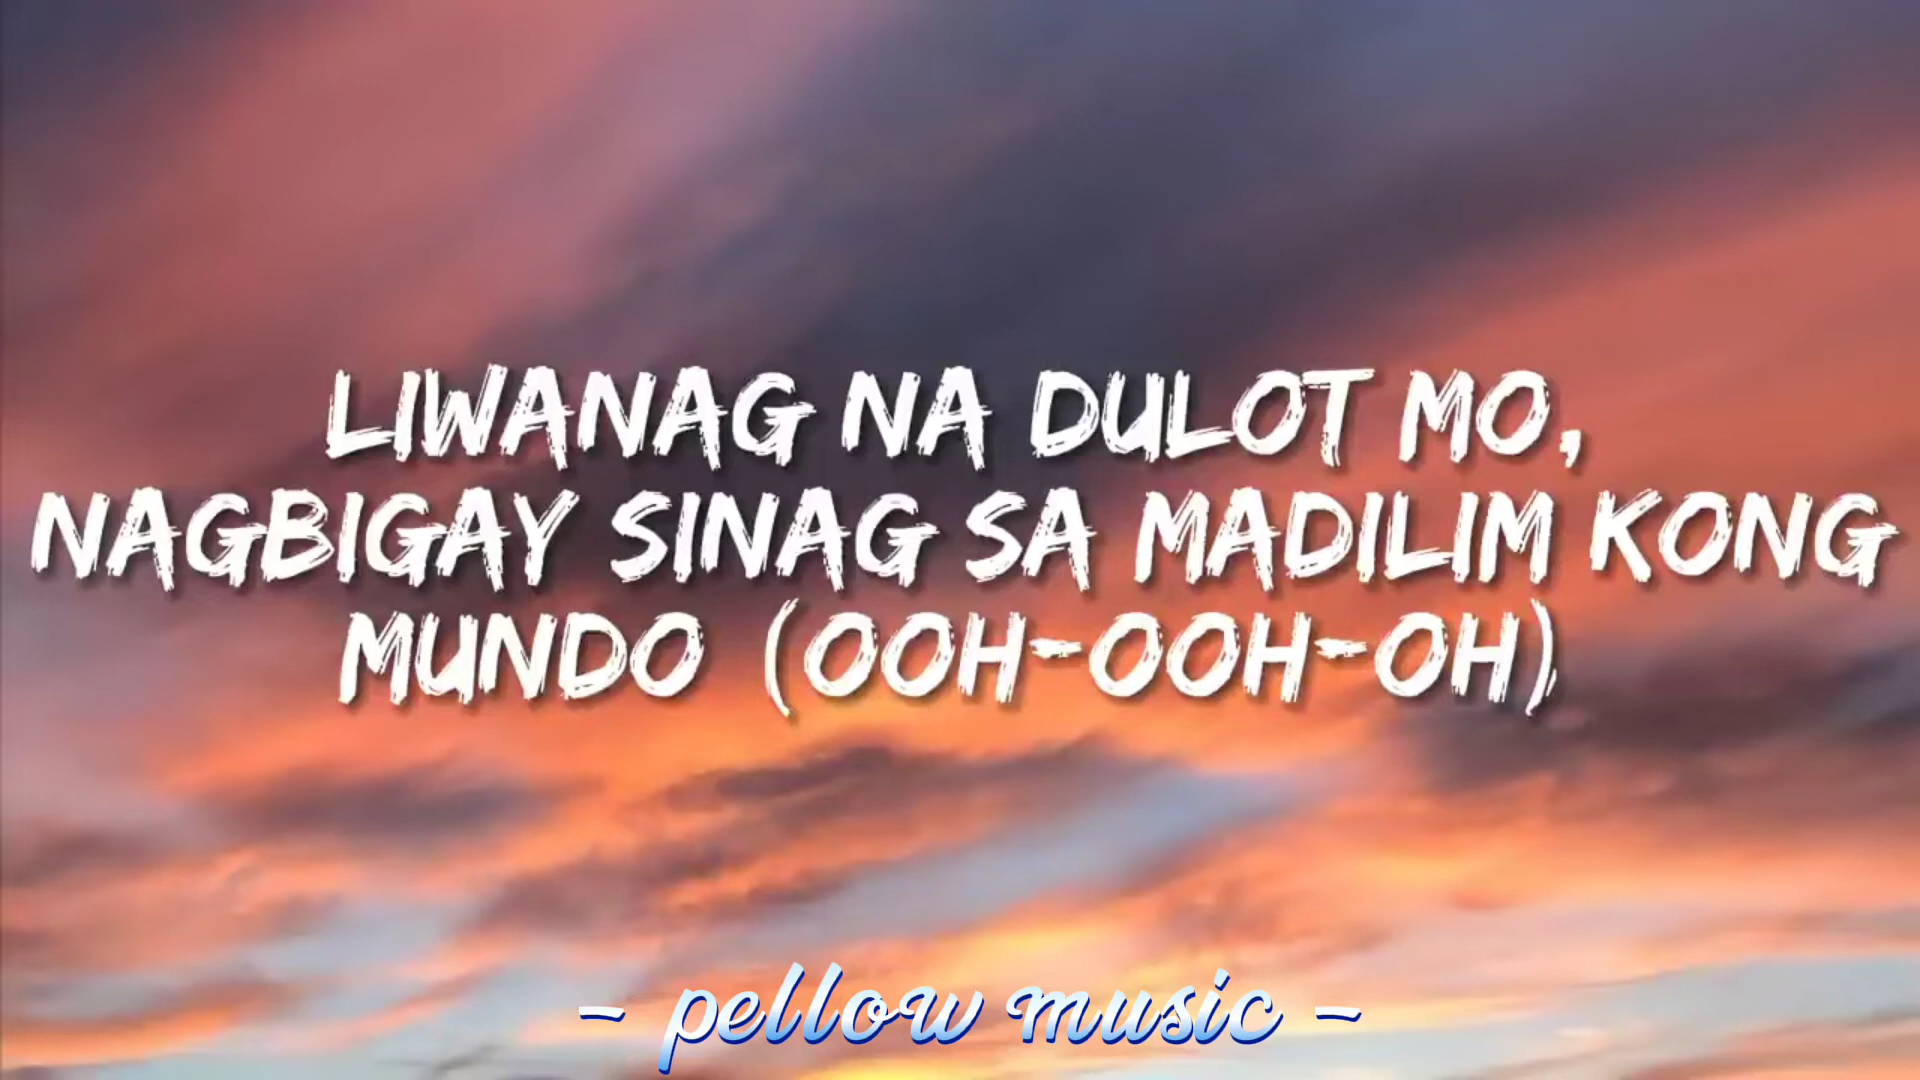 LIWANAG NA DULOT MO,
NAGBIGAY SINAG SA MADILIM KONG
MUNDO (OOH-OOH-OH)
- pellow music -